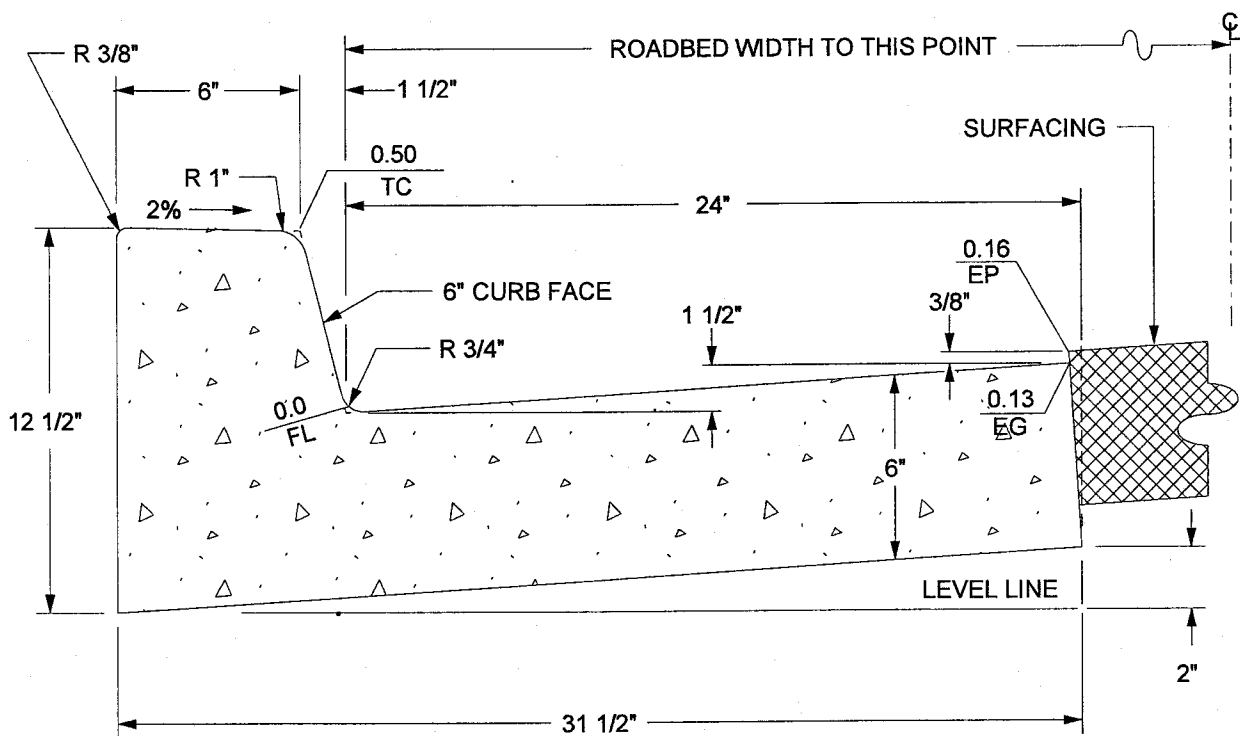 ℄
R 3/8"
ROADBED WIDTH TO THIS POINT
6"
1 1/2"
SURFACING
0.50
TC
R 1"
2%
24"
0.16
EP
6" CURB FACE
1 1/2"
3/8"
R 3/4"
0.0
FL
0.13
EG
12 1/2"
6"
LEVEL LINE
2"
31 1/2"